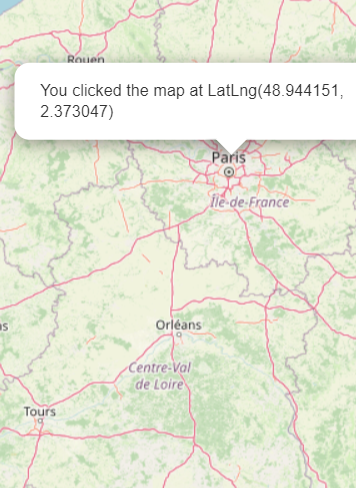 Rouen
You clicked the map at LatLng(48.944151,
2.373047)
Paris
Île-de-France
Orléans
Centre-Val
de Loire
Tours